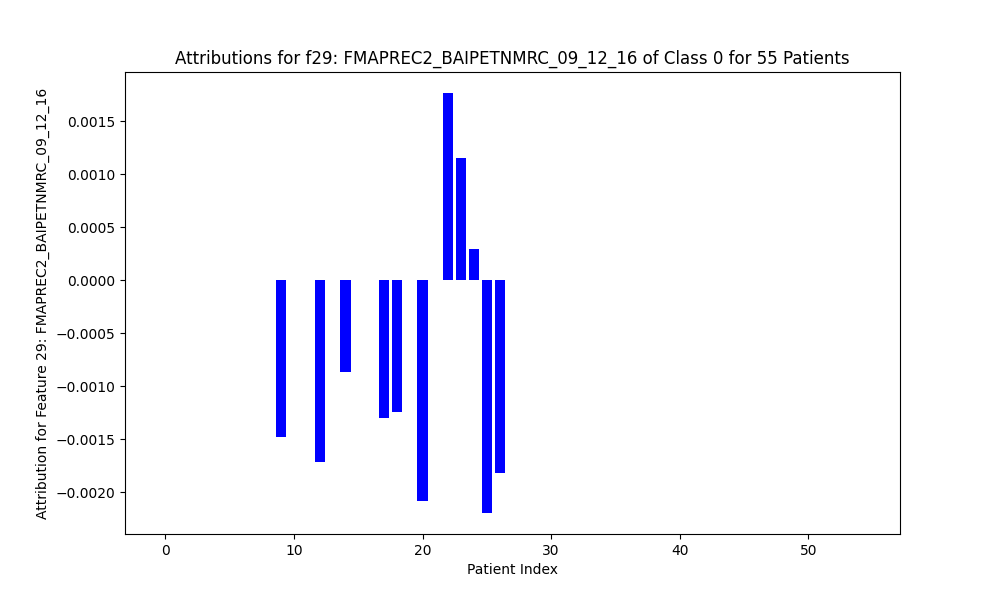 Attributions for f29: FMAPREC2_BAIPETNMRC_09_12_16 of Class 0 for 55 Patients
Attribution for Feature 29: FMAPREC2_BAIPETNMRC_09_12_16
0.0015
0.0010
0.0005
0.0000
−0.0005
−0.0010
−0.0015
−0.0020
0 10 20 30 40 50
Patient Index